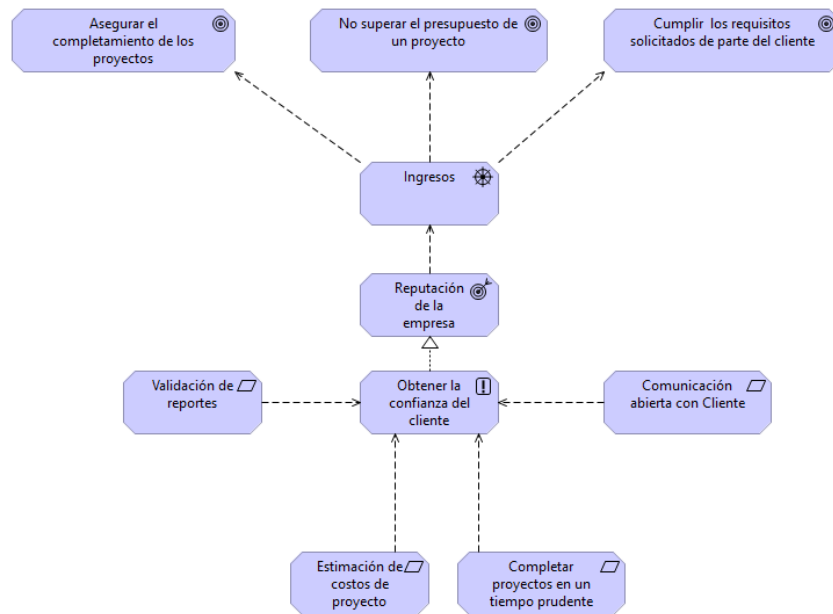 Asegurar el
completamiento de los
proyectos
No superar el presupuesto de
un proyecto
Cumplir  los requisitos
solicitados de parte del cliente
Ingresos
Reputación
de la
empresa
Validación de
reportes
Obtener la
confianza del
cliente
Comunicación
abierta con Cliente
Estimación de
costos de
proyecto
Completar
proyectos en un
tiempo prudente